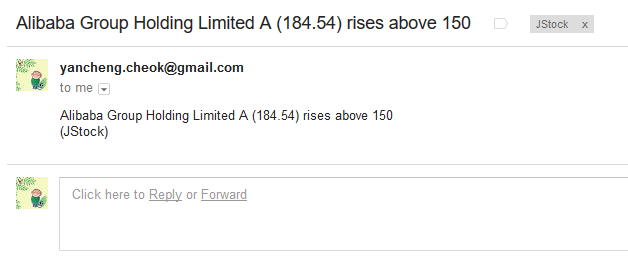 Alibaba Group Holding Limited A (184.54) rises above 150
JStock x
yancheng.cheok@gmail.com
to me
Alibaba Group Holding Limited A (184.54) rises above 150
(JStock)
Click here to Reply or Forward